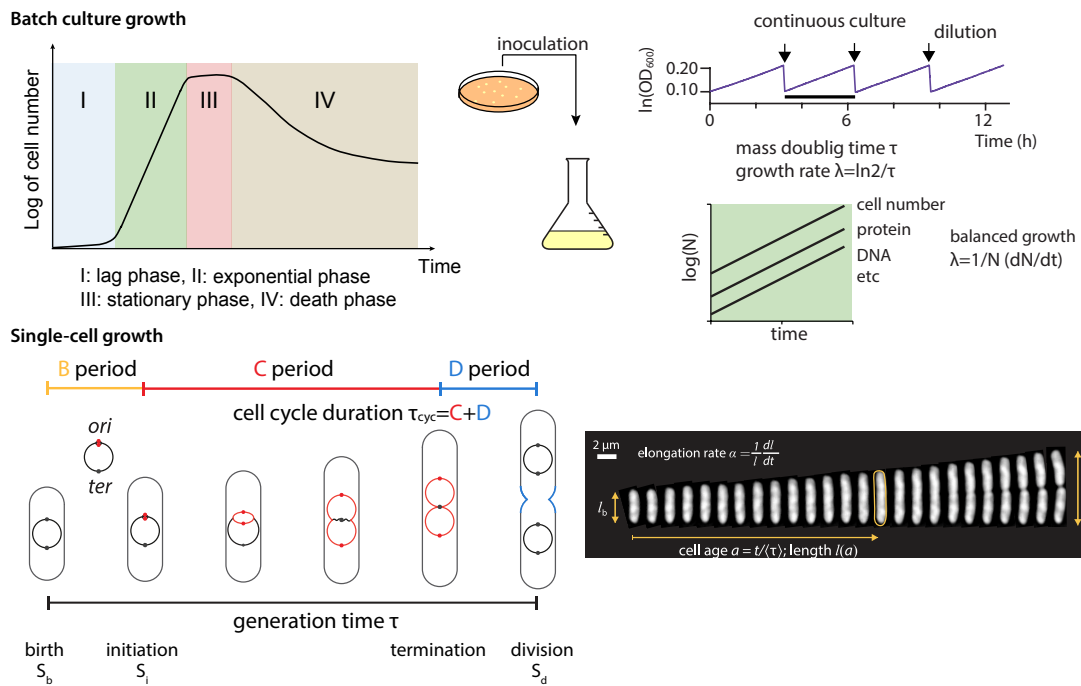 Batch culture growth
Log of cell number
I
II
III
IV
Time
I: lag phase, II: exponential phase
III: stationary phase, IV: death phase
inoculation
continuous culture
dilution
ln(OD600)
0.20
0.10
0
6
12
Time (h)
mass doublig time τ
growth rate λ=ln2/τ
log(N)
time
cell number
protein
DNA
etc
balanced growth
λ=1/N (dN/dt)
Single-cell growth
B period
C period
D period
cell cycle duration τcyc=C+D
ori
ter
generation time τ
birth
Sb
initiation
Si
termination
division
Sd
2 μm
elongation rate α = 1/l dl/dt
lb
cell age a = t/⟨τ⟩; length l(a)